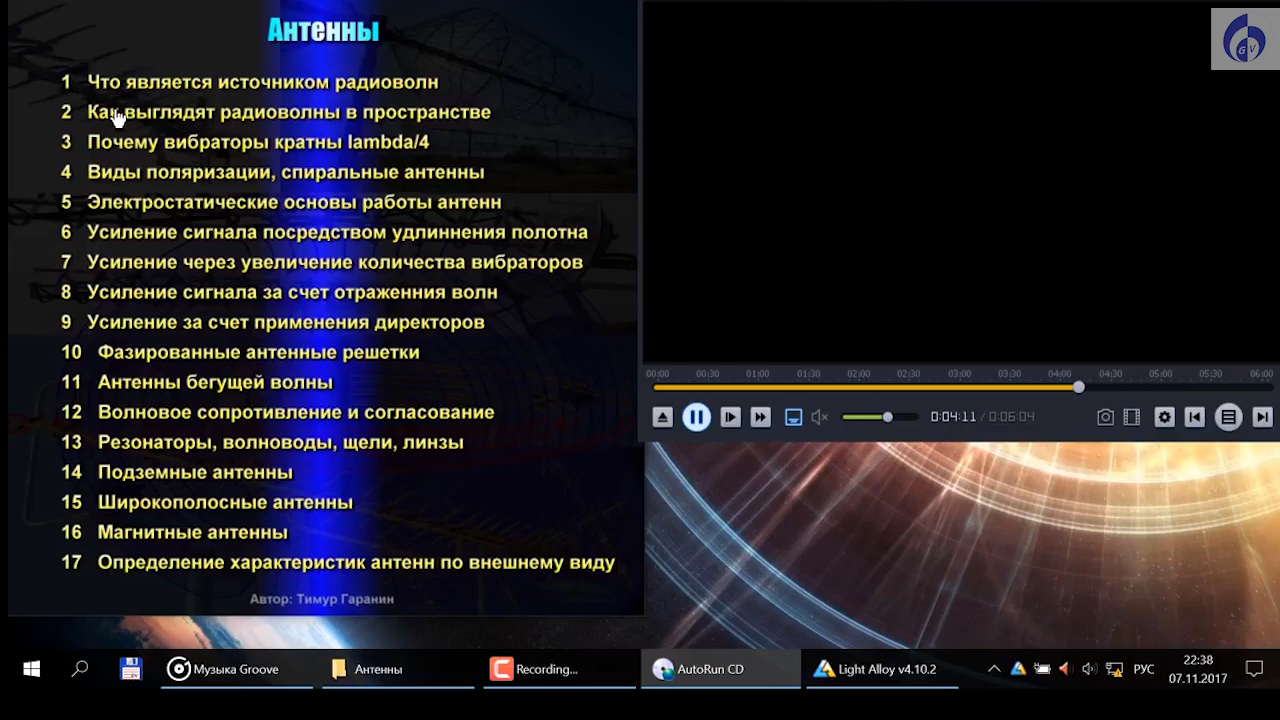 Антенны
1 Что является источником радиоволн
2 Как выглядят радиоволны в пространстве
3 Почему вибраторы кратны lambda/4
4 Виды поляризации, спиральные антенны
5 Электростатические основы работы антенн
6 Усиление сигнала посредством удлиннения полотна
7 Усиление через увеличение количества вибраторов
8 Усиление сигнала за счет отраженния волн
9 Усиление за счет применения директоров
10 Фазированные антенные решетки
11 Антенны бегущей волны
12 Волновое сопротивление и согласование
13 Резонаторы, волноводы, щели, линзы
14 Подземные антенны
15 Широкополосные антенны
16 Магнитные антенны
17 Определение характеристик антенн по внешнему виду
Автор: Тимур Гаранин
GV
00:00 00:30 01:00 01:30 02:00 02:30 03:00 03:30 04:30 05:00 05:30 06:00
0:04:11 / 0:06:04
Музыка Groove Антенны Recording... AutoRun CD Light Alloy v4.10.2 РУС 22:38
07.11.2017